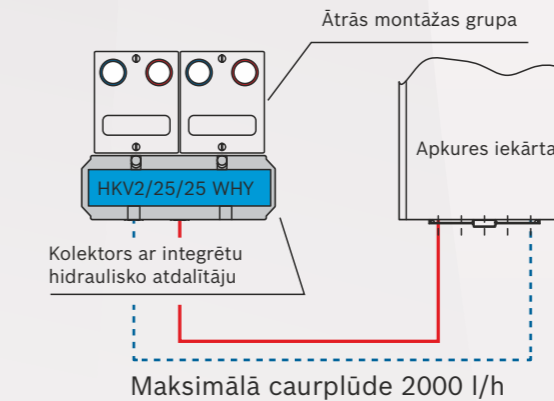 Ātrās montāžas grupa
Apkures iekārta
HKV2/25/25 WHY
Kolektors ar integrētu
hidraulisko atdalītāju
Maksimālā caurplūde 2000 l/h